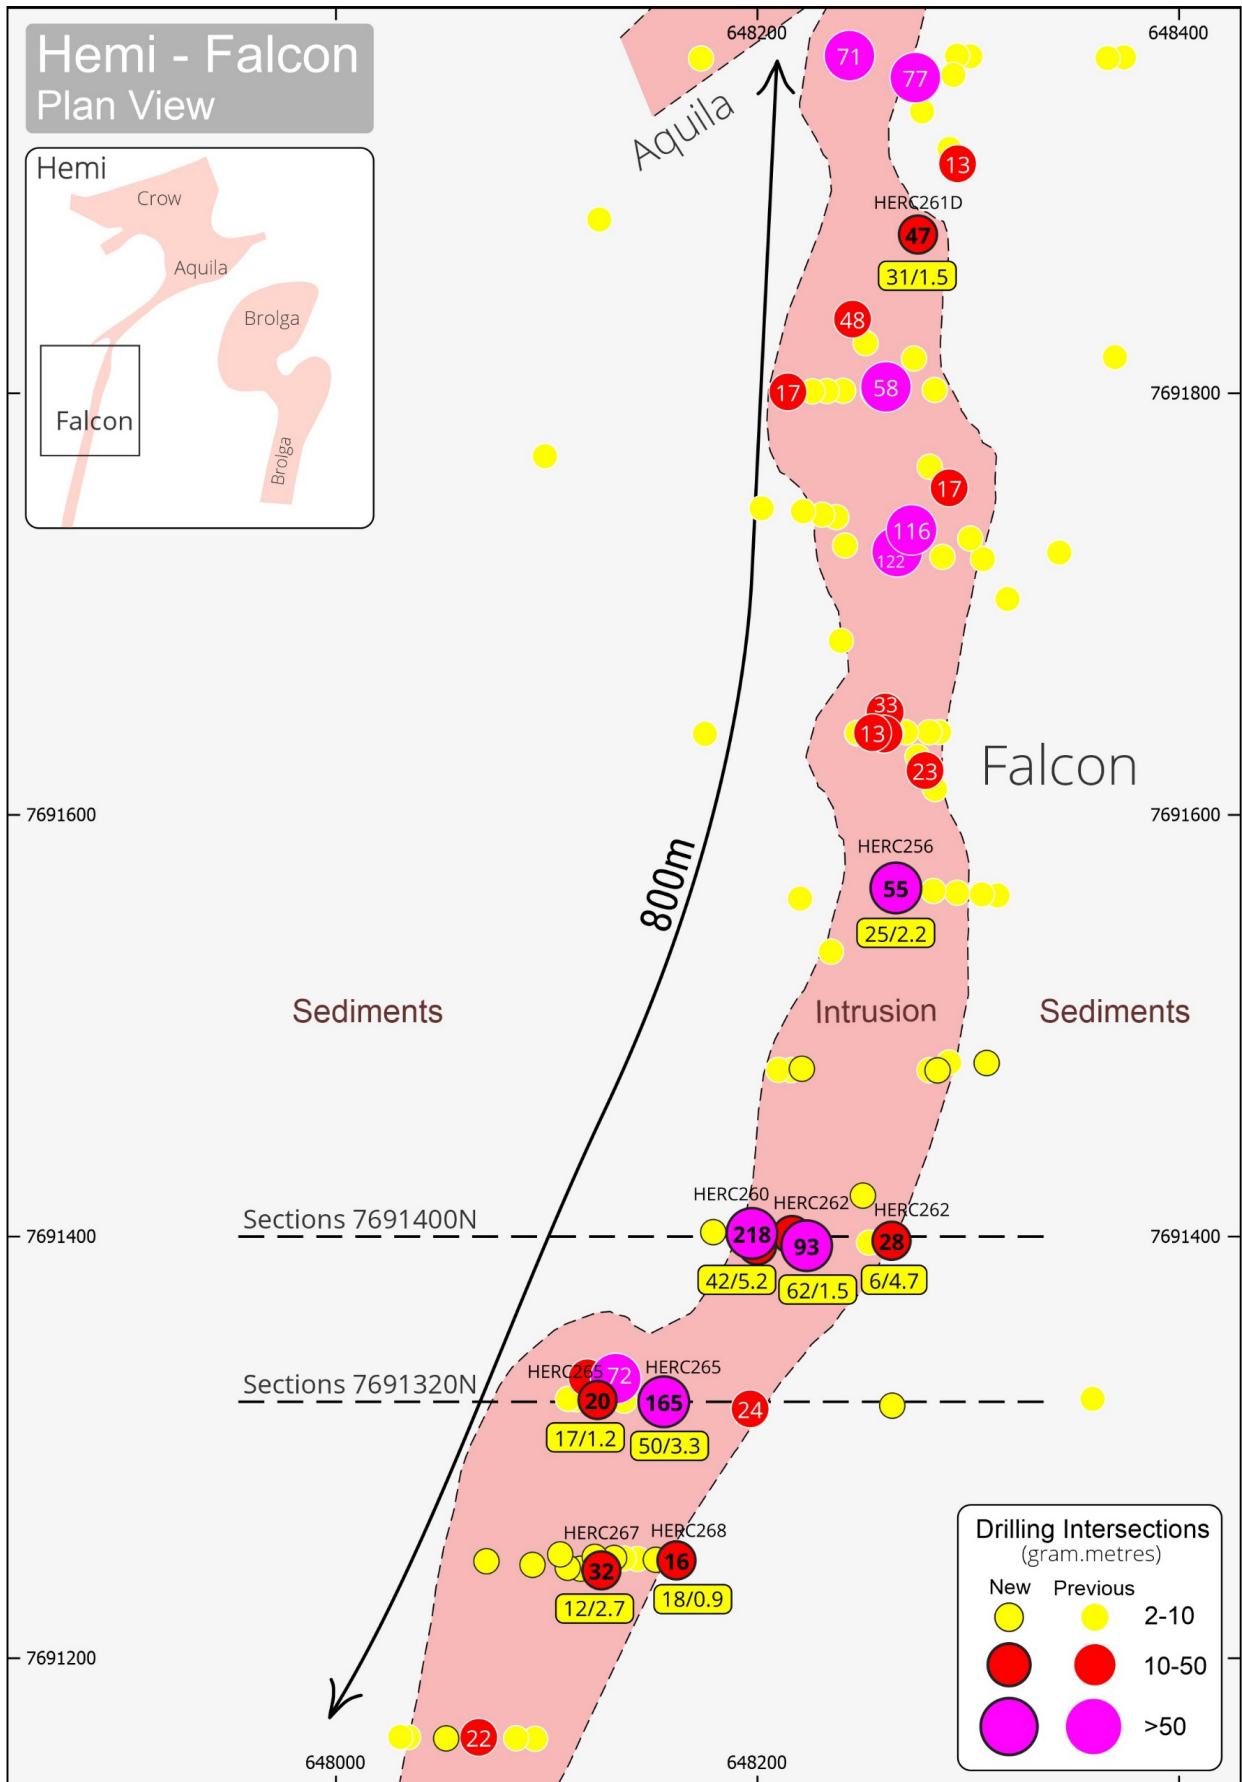 Hemi - Falcon
Plan View
648200
648400
71
77
Aquila
13
Hemi
Crow
Aquila
Brolga
Falcon
Brolga
HERC261D
47
31/1.5
48
17
58
7691800
17
116
122
33
13
23
Falcon
7691600
7691600
800m
HERC256
55
25/2.2
Sediments
Intrusion
Sediments
HERC260
HERC262
HERC262
Sections 7691400N
7691400
218
93
28
7691400
42/5.2
62/1.5
6/4.7
HERC265
72
HERC265
Sections 7691320N
20
165
24
17/1.2
50/3.3
HERC267
HERC268
32
16
12/2.7
18/0.9
7691200
22
648000
648200
Drilling Intersections
(gram.metres)
New
Previous
2-10
10-50
>50